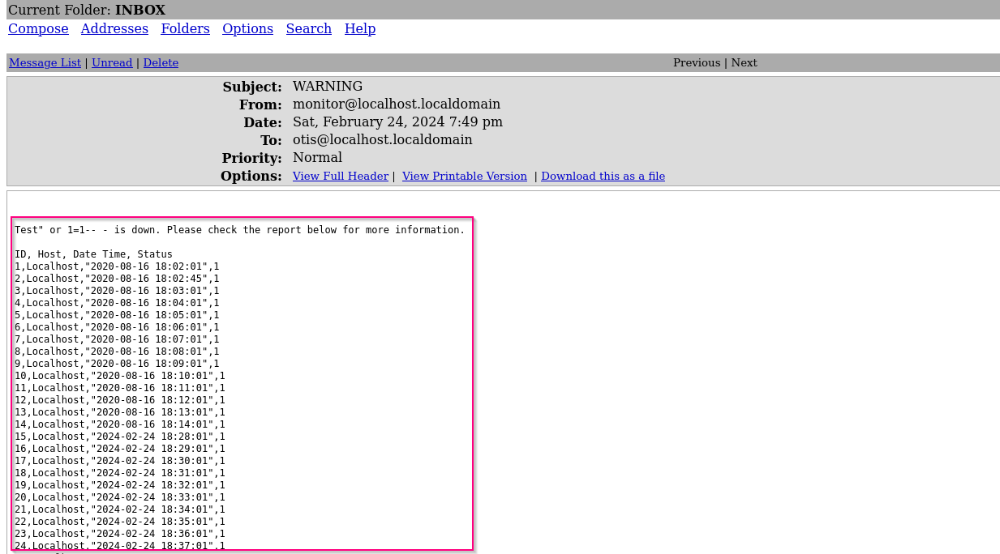 Current Folder: INBOX
Compose Addresses Folders Options Search Help
Message List | Unread | Delete Previous | Next
Subject: WARNING
From: monitor@localhost.localdomain
Date: Sat, February 24, 2024 7:49 pm
To: otis@localhost.localdomain
Priority: Normal
Options: View Full Header | View Printable Version | Download this as a file
Test" or 1=1-- - is down. Please check the report below for more information.
ID, Host, Date Time, Status
1,Localhost,"2020-08-16 18:02:01",1
2,Localhost,"2020-08-16 18:02:45",1
3,Localhost,"2020-08-16 18:03:01",1
4,Localhost,"2020-08-16 18:04:01",1
5,Localhost,"2020-08-16 18:05:01",1
6,Localhost,"2020-08-16 18:06:01",1
7,Localhost,"2020-08-16 18:07:01",1
8,Localhost,"2020-08-16 18:08:01",1
9,Localhost,"2020-08-16 18:09:01",1
10,Localhost,"2020-08-16 18:10:01",1
11,Localhost,"2020-08-16 18:11:01",1
12,Localhost,"2020-08-16 18:12:01",1
13,Localhost,"2020-08-16 18:13:01",1
14,Localhost,"2020-08-16 18:14:01",1
15,Localhost,"2024-02-24 18:28:01",1
16,Localhost,"2024-02-24 18:29:01",1
17,Localhost,"2024-02-24 18:30:01",1
18,Localhost,"2024-02-24 18:31:01",1
19,Localhost,"2024-02-24 18:32:01",1
20,Localhost,"2024-02-24 18:33:01",1
21,Localhost,"2024-02-24 18:34:01",1
22,Localhost,"2024-02-24 18:35:01",1
23,Localhost,"2024-02-24 18:36:01",1
24,Localhost,"2024-02-24 18:37:01",1